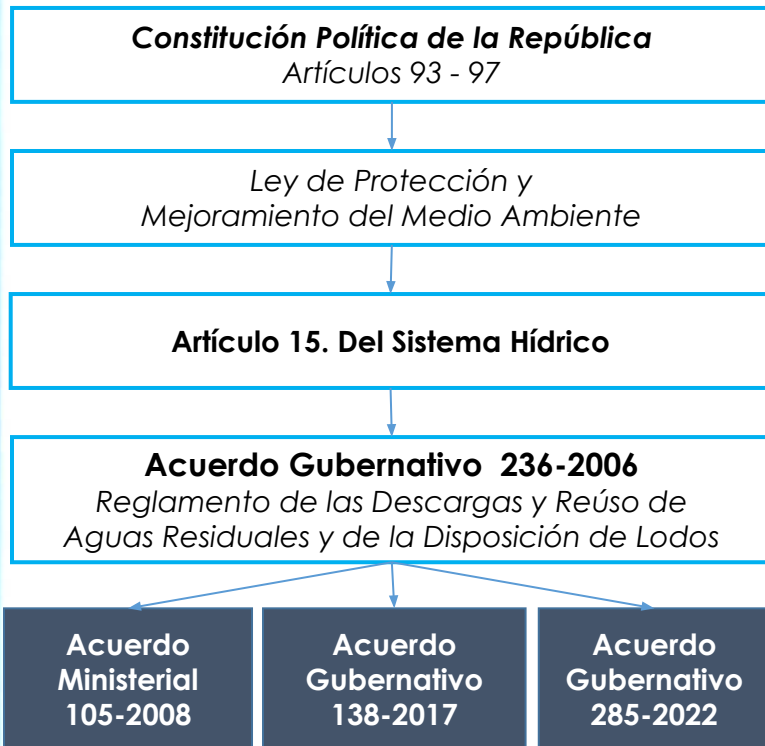 Constitución Política de la República
Artículos 93 - 97
Ley de Protección y
Mejoramiento del Medio Ambiente
Artículo 15. Del Sistema Hídrico
Acuerdo Gubernativo 236-2006
Reglamento de las Descargas y Reúso de
Aguas Residuales y de la Disposición de Lodos
Acuerdo
Ministerial
105-2008
Acuerdo
Gubernativo
138-2017
Acuerdo
Gubernativo
285-2022